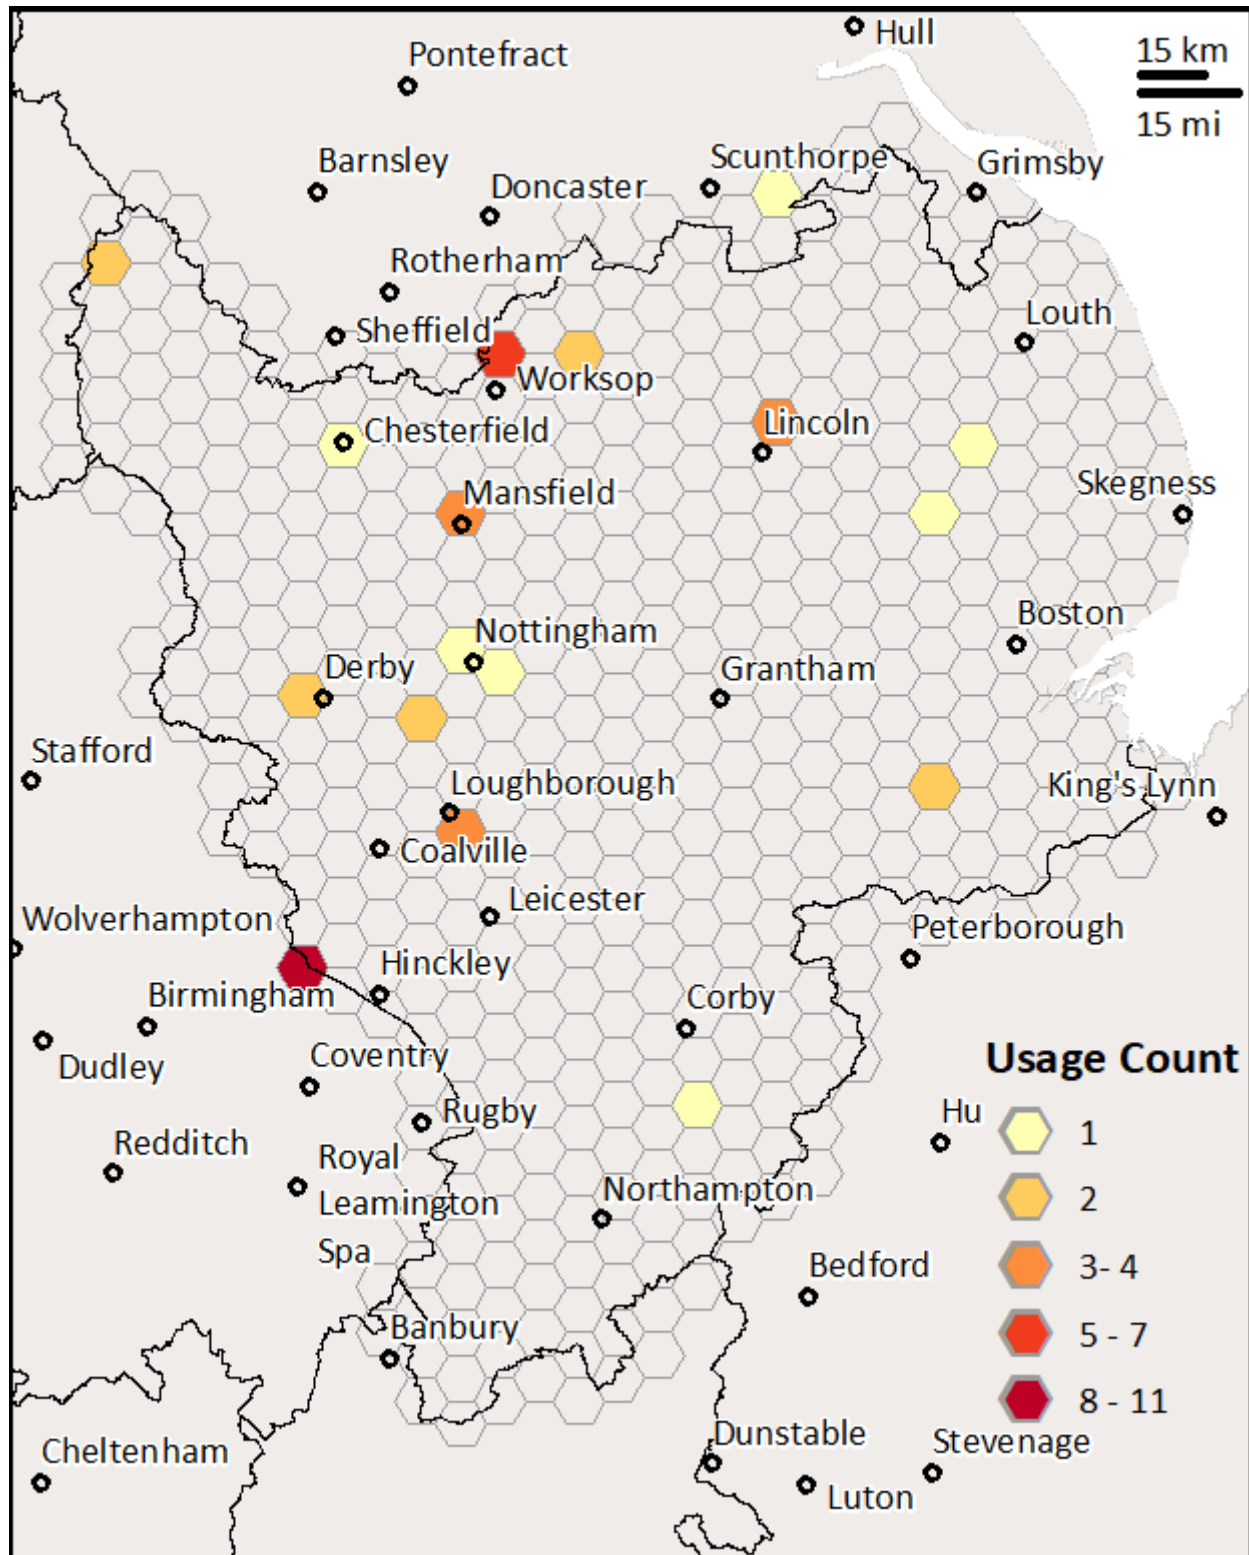 Hull
15 km
15 mi
Pontefract
Barnsley
Scunthorpe
Grimsby
Doncaster
Rotherham
Sheffield
Louth
Worksop
Chesterfield
Lincoln
Skegness
Mansfield
Boston
Nottingham
Derby
Grantham
Stafford
Loughborough
King's Lynn
Coalville
Leicester
Wolverhampton
Peterborough
Hinckley
Birmingham
Corby
Dudley
Coventry
Usage Count
Rugby
Hu
1
Redditch
Royal
Leamington
Spa
Northampton
2
Bedford
3- 4
Banbury
5 - 7
8 - 11
Cheltenham
Dunstable
Stevenage
Luton